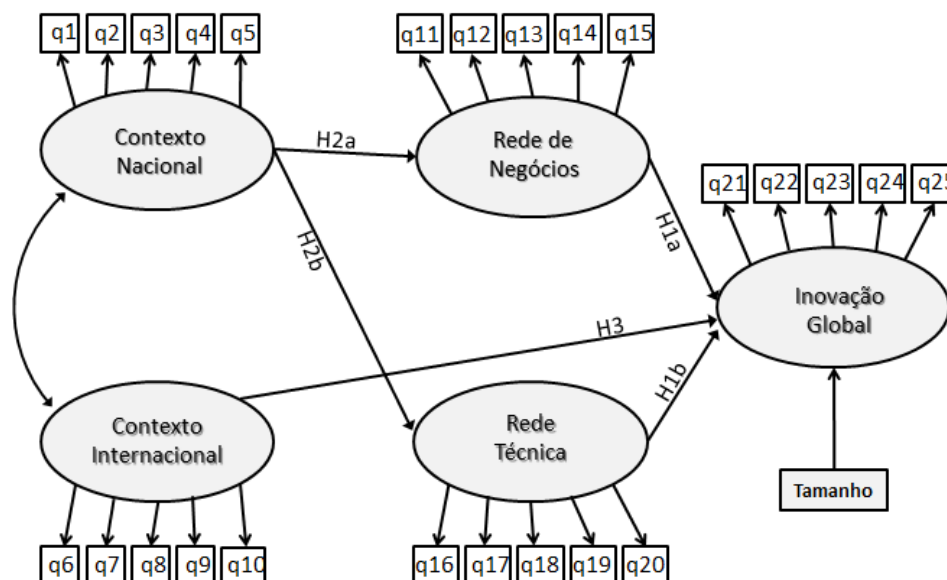 q1 q2 q3 q4 q5
q11 q12 q13 q14 q15
Contexto
Nacional
H2a
Rede de
Negócios
q21 q22 q23 q24 q25
H2b
H1a
Inovação
Global
H3
H1b
Contexto
Internacional
Rede
Técnica
Tamanho
q6 q7 q8 q9 q10
q16 q17 q18 q19 q20